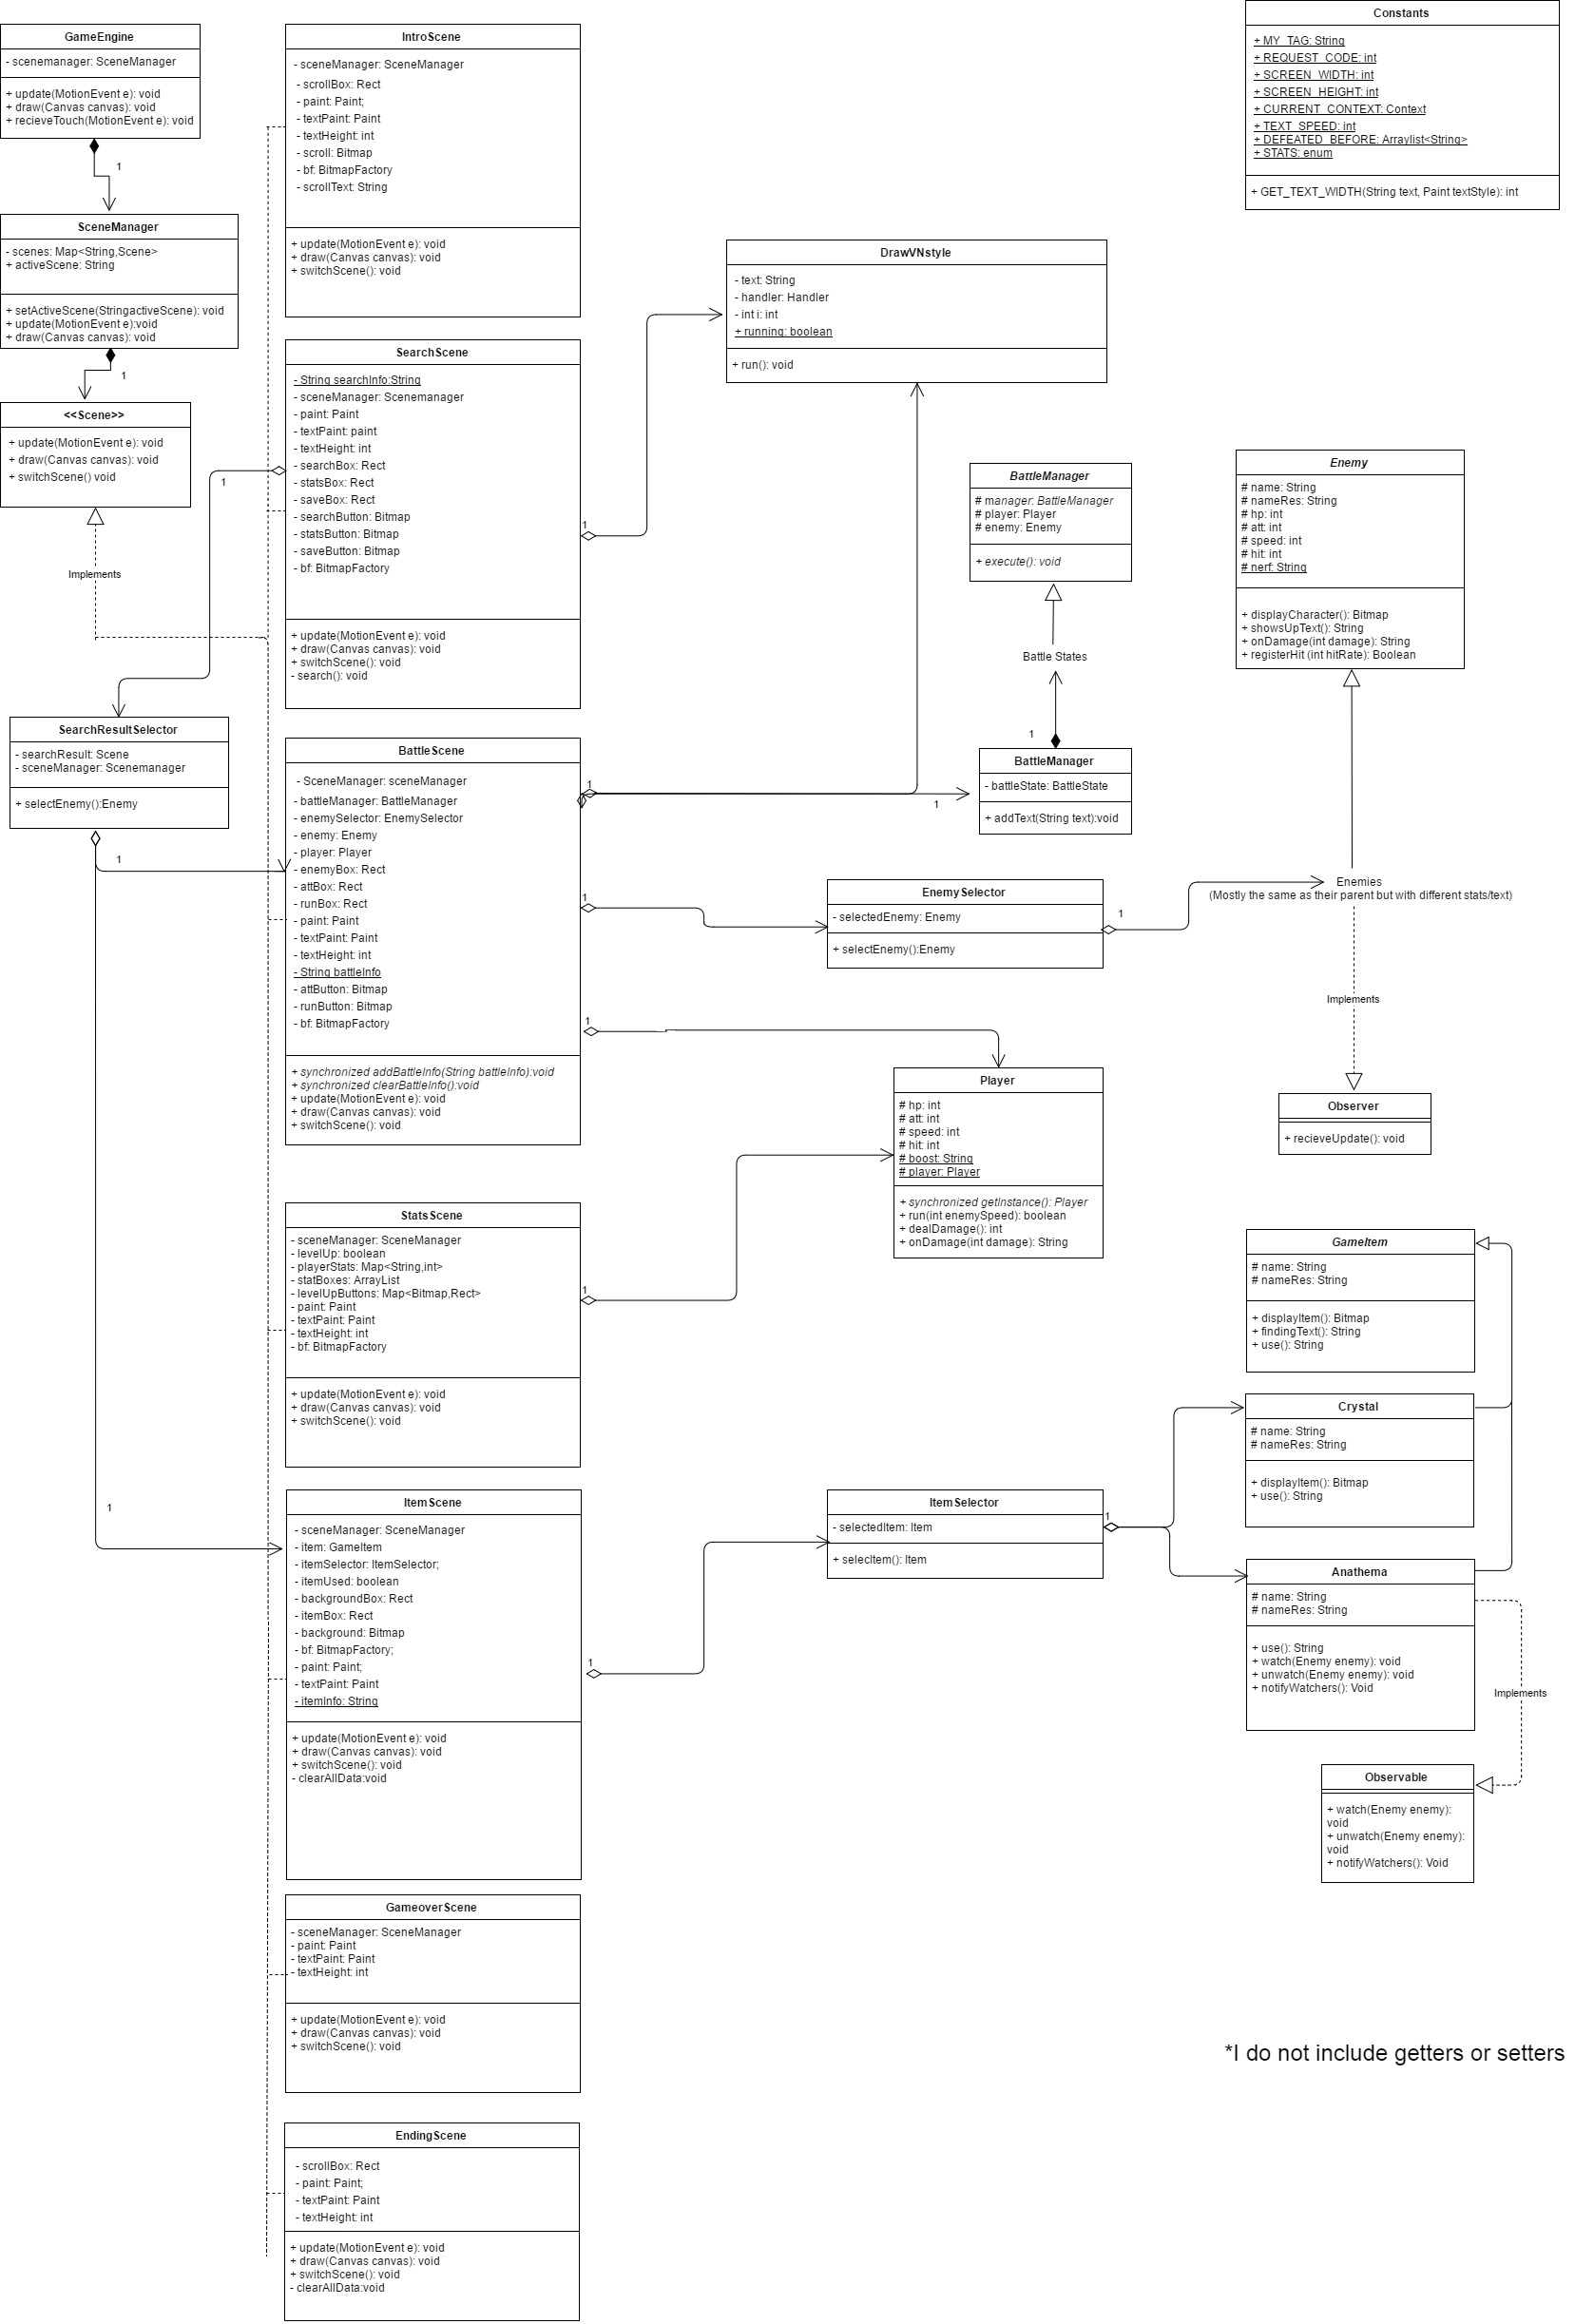 GameEngine
- scenemanager: SceneManager
+ update(MotionEvent e): void
+ draw(Canvas canvas): void
+ recieveTouch(MotionEvent e): void
1
SceneManager
- scenes: Map<String,Scene>
+ activeScene: String
+ setActiveScene(StringactiveScene): void
+ update(MotionEvent e):void
+ draw(Canvas canvas): void
1
<<Scene>>
+ update(MotionEvent e): void
+ draw(Canvas canvas): void
+ switchScene() void
Implements
1
SearchResultSelector
- searchResult: Scene
- sceneManager: Scenemanager
+ selectEnemy():Enemy
1
1
IntroScene
- sceneManager: SceneManager
- scrollBox: Rect
- paint: Paint;
- textPaint: Paint
- textHeight: int
- scroll: Bitmap
- bf: BitmapFactory
- scrollText: String
+ update(MotionEvent e): void
+ draw(Canvas canvas): void
+ switchScene(): void
SearchScene
- String searchInfo:String
- sceneManager: Scenemanager
- paint: Paint
- textPaint: paint
- textHeight: int
- searchBox: Rect
- statsBox: Rect
- saveBox: Rect
- searchButton: Bitmap
- statsButton: Bitmap
- saveButton: Bitmap
- bf: BitmapFactory
+ update(MotionEvent e): void
+ draw(Canvas canvas): void
+ switchScene(): void
- search(): void
1
BattleScene
- SceneManager: sceneManager
- battleManager: BattleManager
- enemySelector: EnemySelector
- enemy: Enemy
- player: Player
- enemyBox: Rect
- attBox: Rect
- runBox: Rect
- paint: Paint
- textPaint: Paint
- textHeight: int
- String battleInfo
- attButton: Bitmap
- runButton: Bitmap
- bf: BitmapFactory
+ synchronized addBattleInfo(String battleInfo):void
+ synchronized clearBattleInfo():void
+ update(MotionEvent e): void
+ draw(Canvas canvas): void
+ switchScene(): void
1
1
1
1
StatsScene
- sceneManager: SceneManager
- levelUp: boolean
- playerStats: Map<String,int>
- statBoxes: ArrayList
- levelUpButtons: Map<Bitmap,Rect>
- paint: Paint
- textPaint: Paint
- textHeight: int
- bf: BitmapFactory
+ update(MotionEvent e): void
+ draw(Canvas canvas): void
+ switchScene(): void
1
ItemScene
- sceneManager: SceneManager
- item: GameItem
- itemSelector: ItemSelector;
- itemUsed: boolean
- backgroundBox: Rect
- itemBox: Rect
- background: Bitmap
- bf: BitmapFactory;
- paint: Paint;
- textPaint: Paint
- itemInfo: String
+ update(MotionEvent e): void
+ draw(Canvas canvas): void
+ switchScene(): void
- clearAllData:void
1
GameoverScene
- sceneManager: SceneManager
- paint: Paint
- textPaint: Paint
- textHeight: int
+ update(MotionEvent e): void
+ draw(Canvas canvas): void
+ switchScene(): void
EndingScene
- scrollBox: Rect
- paint: Paint;
- textPaint: Paint
- textHeight: int
+ update(MotionEvent e): void
+ draw(Canvas canvas): void
+ switchScene(): void
- clearAllData:void
DrawVNstyle
- text: String
- handler: Handler
- int i: int
+ running: boolean
+ run(): void
BattleManager
# manager: BattleManager
# player: Player
# enemy: Enemy
+ execute(): void
Battle States
1
BattleManager
- battleState: BattleState
+ addText(String text):void
EnemySelector
- selectedEnemy: Enemy
+ selectEnemy():Enemy
1
Player
# hp: int
# att: int
# speed: int
# hit: int
# boost: String
# player: Player
+ synchronized getInstance(): Player
+ run(int enemySpeed): boolean
+ dealDamage(): int
+ onDamage(int damage): String
ItemSelector
- selectedItem: Item
+ selecItem(): Item
1
Constants
+ MY_TAG: String
+ REQUEST_CODE: int
+ SCREEN_WIDTH: int
+ SCREEN_HEIGHT: int
+ CURRENT_CONTEXT: Context
+ TEXT_SPEED: int
+ DEFEATED_BEFORE: Arraylist<String>
+ STATS: enum
+ GET_TEXT_WIDTH(String text, Paint textStyle): int
Enemy
# name: String
# nameRes: String
# hp: int
# att: int
# speed: int
# hit: int
# nerf: String
+ displayCharacter(): Bitmap
+ showsUpText(): String
+ onDamage(int damage): String
+ registerHit (int hitRate): Boolean
Enemies
(Mostly the same as their parent but with different stats/text)
Implements
Observer
+ recieveUpdate(): void
GameItem
# name: String
# nameRes: String
+ displayItem(): Bitmap
+ findingText(): String
+ use(): String
Crystal
# name: String
# nameRes: String
+ displayItem(): Bitmap
+ use(): String
Anathema
# name: String
# nameRes: String
+ use(): String
+ watch(Enemy enemy): void
+ unwatch(Enemy enemy): void
+ notifyWatchers(): Void
Implements
Observable
+ watch(Enemy enemy):
void
+ unwatch(Enemy enemy):
void
+ notifyWatchers(): Void
*I do not include getters or setters